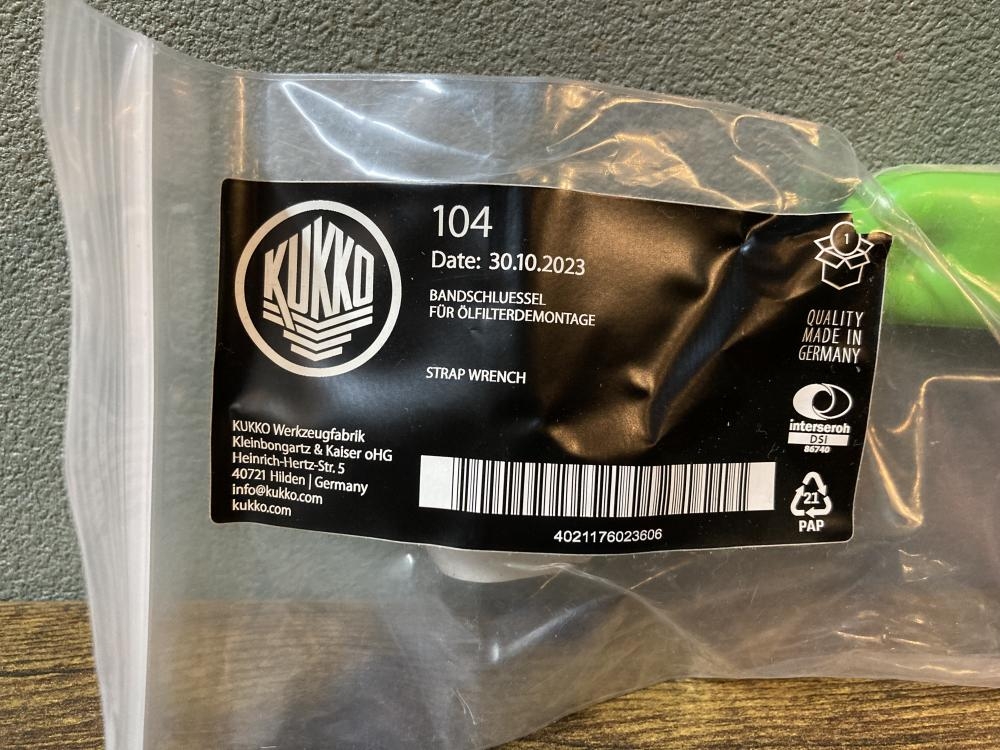 KUKKO
104
Date: 30.10.2023
BANDSCHLUESSEL
FÜR ÖLFILTERDEMONTAGE
STRAP WRENCH
KUKKO Werkzeugfabrik
Kleinbongartz & Kaiser oHG
Heinrich-Hertz-Str. 5
40721 Hilden | Germany
info@kukko.com
kukko.com
4021176023606
1
QUALITY
MADE IN
GERMANY
interseroh
DSI
86740
21
PAP